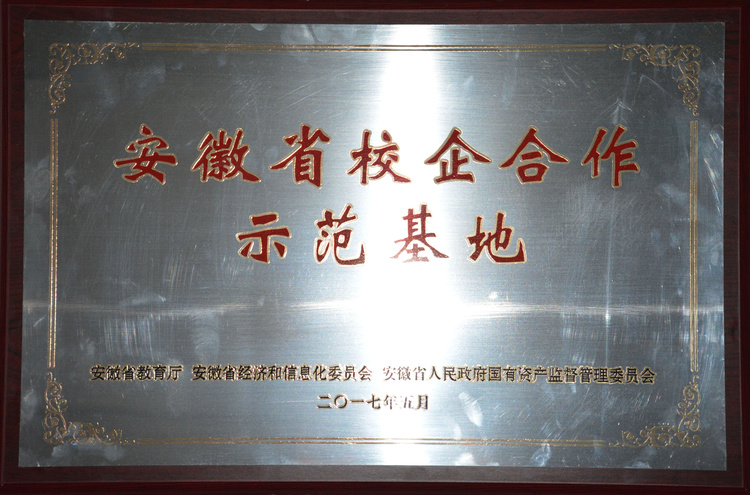 安徽省校企合作
示范基地
安徽省教育厅 安徽省经济和信息化委员会 安徽省人民政府国有资产监督管理委员会
二〇一七年五月